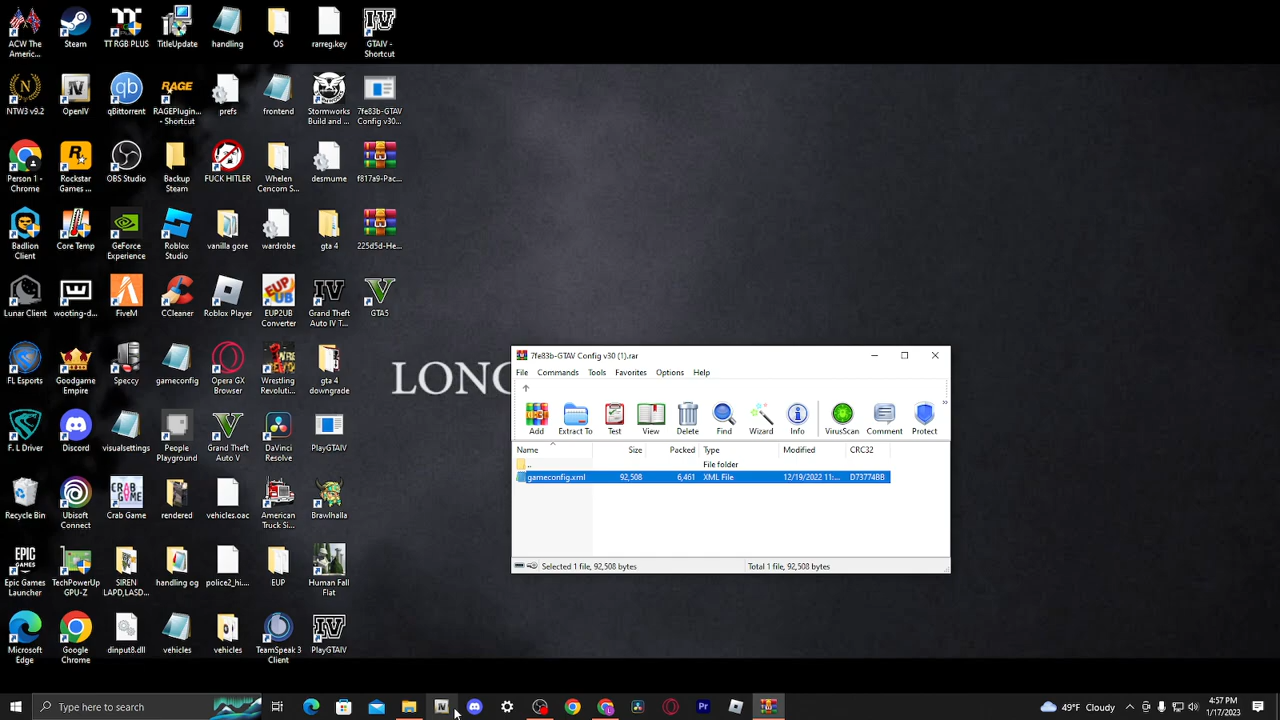 ACW The Americ...
Steam
TT RGB PLUS
TitleUpdate
handling
OS
rarreg.key
GTAIV - Shortcut
NTW3 v9.2
OpenIV
qBittorrent
RAGEPlugin... - Shortcut
prefs
frontend
Stormworks Build and ...
7fe83b-GTAV Config v30...
Person 1 - Chrome
Rockstar Games ...
OBS Studio
Backup Steam
FUCK HITLER
Whelen Cencom S...
desmume
f817a9-Pac...
Badlion Client
Core Temp
GeForce Experience
Roblox Studio
vanilla gore
wardrobe
gta 4
225d5d-He...
Lunar Client
wooting-d...
FiveM
CCleaner
Roblox Player
EUP2UB Converter
Grand Theft Auto IV T...
GTA5
FL Esports
Goodgame Empire
Speccy
gameconfig
Opera GX Browser
Wrestling Revoluti...
gta 4 downgrade
F..L Driver
Discord
visualsettings
People Playground
Grand Theft Auto V
DaVinci Resolve
PlayGTAIV
Recycle Bin
Ubisoft Connect
Crab Game
rendered
vehicles.oac
American Truck Si...
Brawlhalla
Epic Games Launcher
TechPowerUp GPU-Z
SIREN LAPD,LASD...
handling og
police2_hi....
EUP
Human Fall Flat
Microsoft Edge
Google Chrome
dinput8.dll
vehicles
vehicles
TeamSpeak 3 Client
PlayGTAIV
LONG
7fe83b-GTAV Config v30 (1).rar
File Commands Tools Favorites Options Help
Add Extract To Test View Delete Find Wizard Info VirusScan Comment Protect
Name Size Packed Type Modified CRC32
.. File folder
gameconfig.xml 92,508 6,461 XML File 12/19/2022 11:... D73774BB
Selected 1 file, 92,508 bytes Total 1 file, 92,508 bytes
Type here to search
49°F Cloudy
4:57 PM
1/17/2023